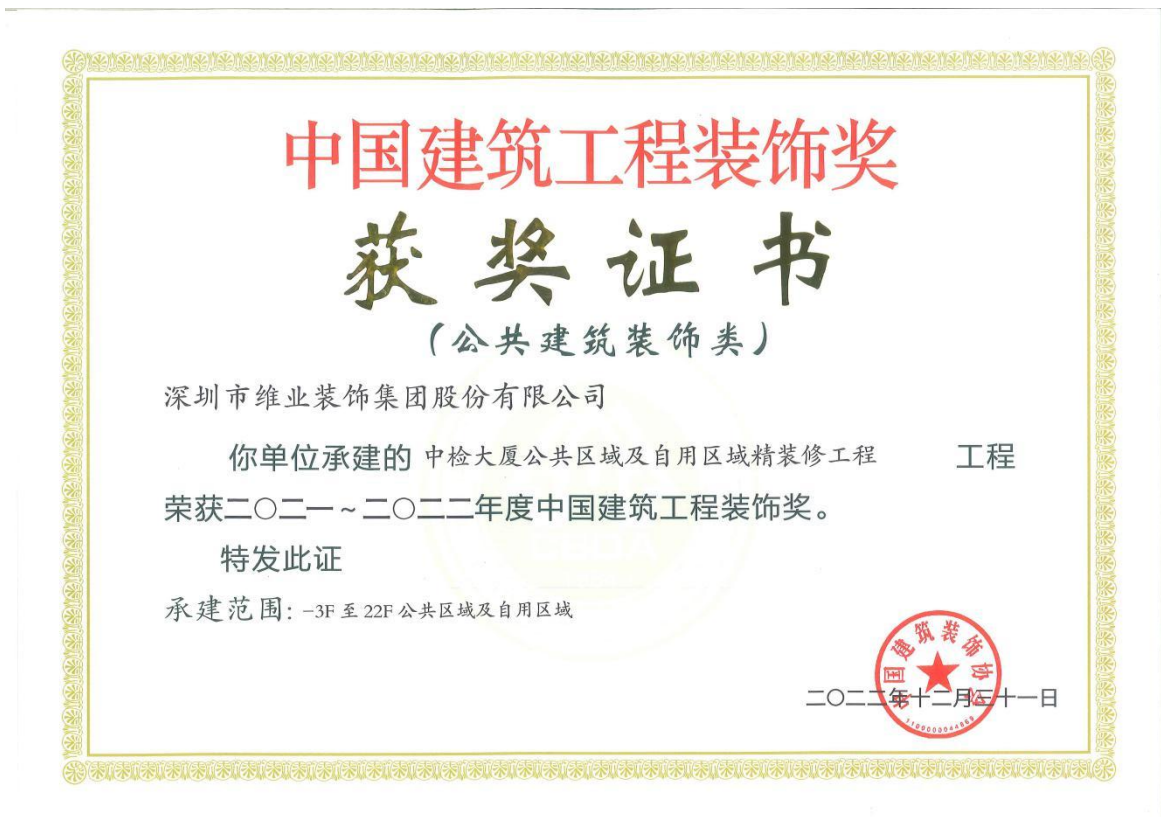 中国建筑工程装饰奖
获奖证书
(公共建筑装饰类)
深圳市维业装饰集团股份有限公司
你单位承建的 中检大厦公共区域及自用区域精装修工程 工程
荣获二〇二一~二〇二二年度中国建筑工程装饰奖。
特发此证
承建范围: -3F 至 22F 公共区域及自用区域
中国建筑装饰协会
二〇二二年十二月三十一日